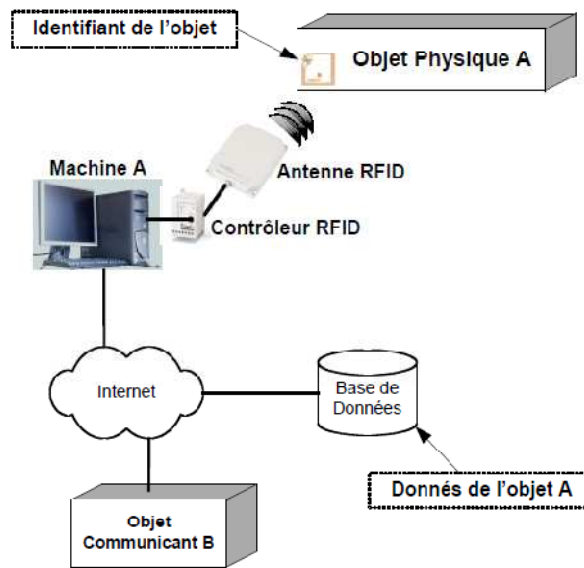 Identifiant de l'objet
Objet Physique A
Machine A
Antenne RFID
Contrôleur RFID
Internet
Base de
Données
Donnés de l'objet A
Objet
Communicant B